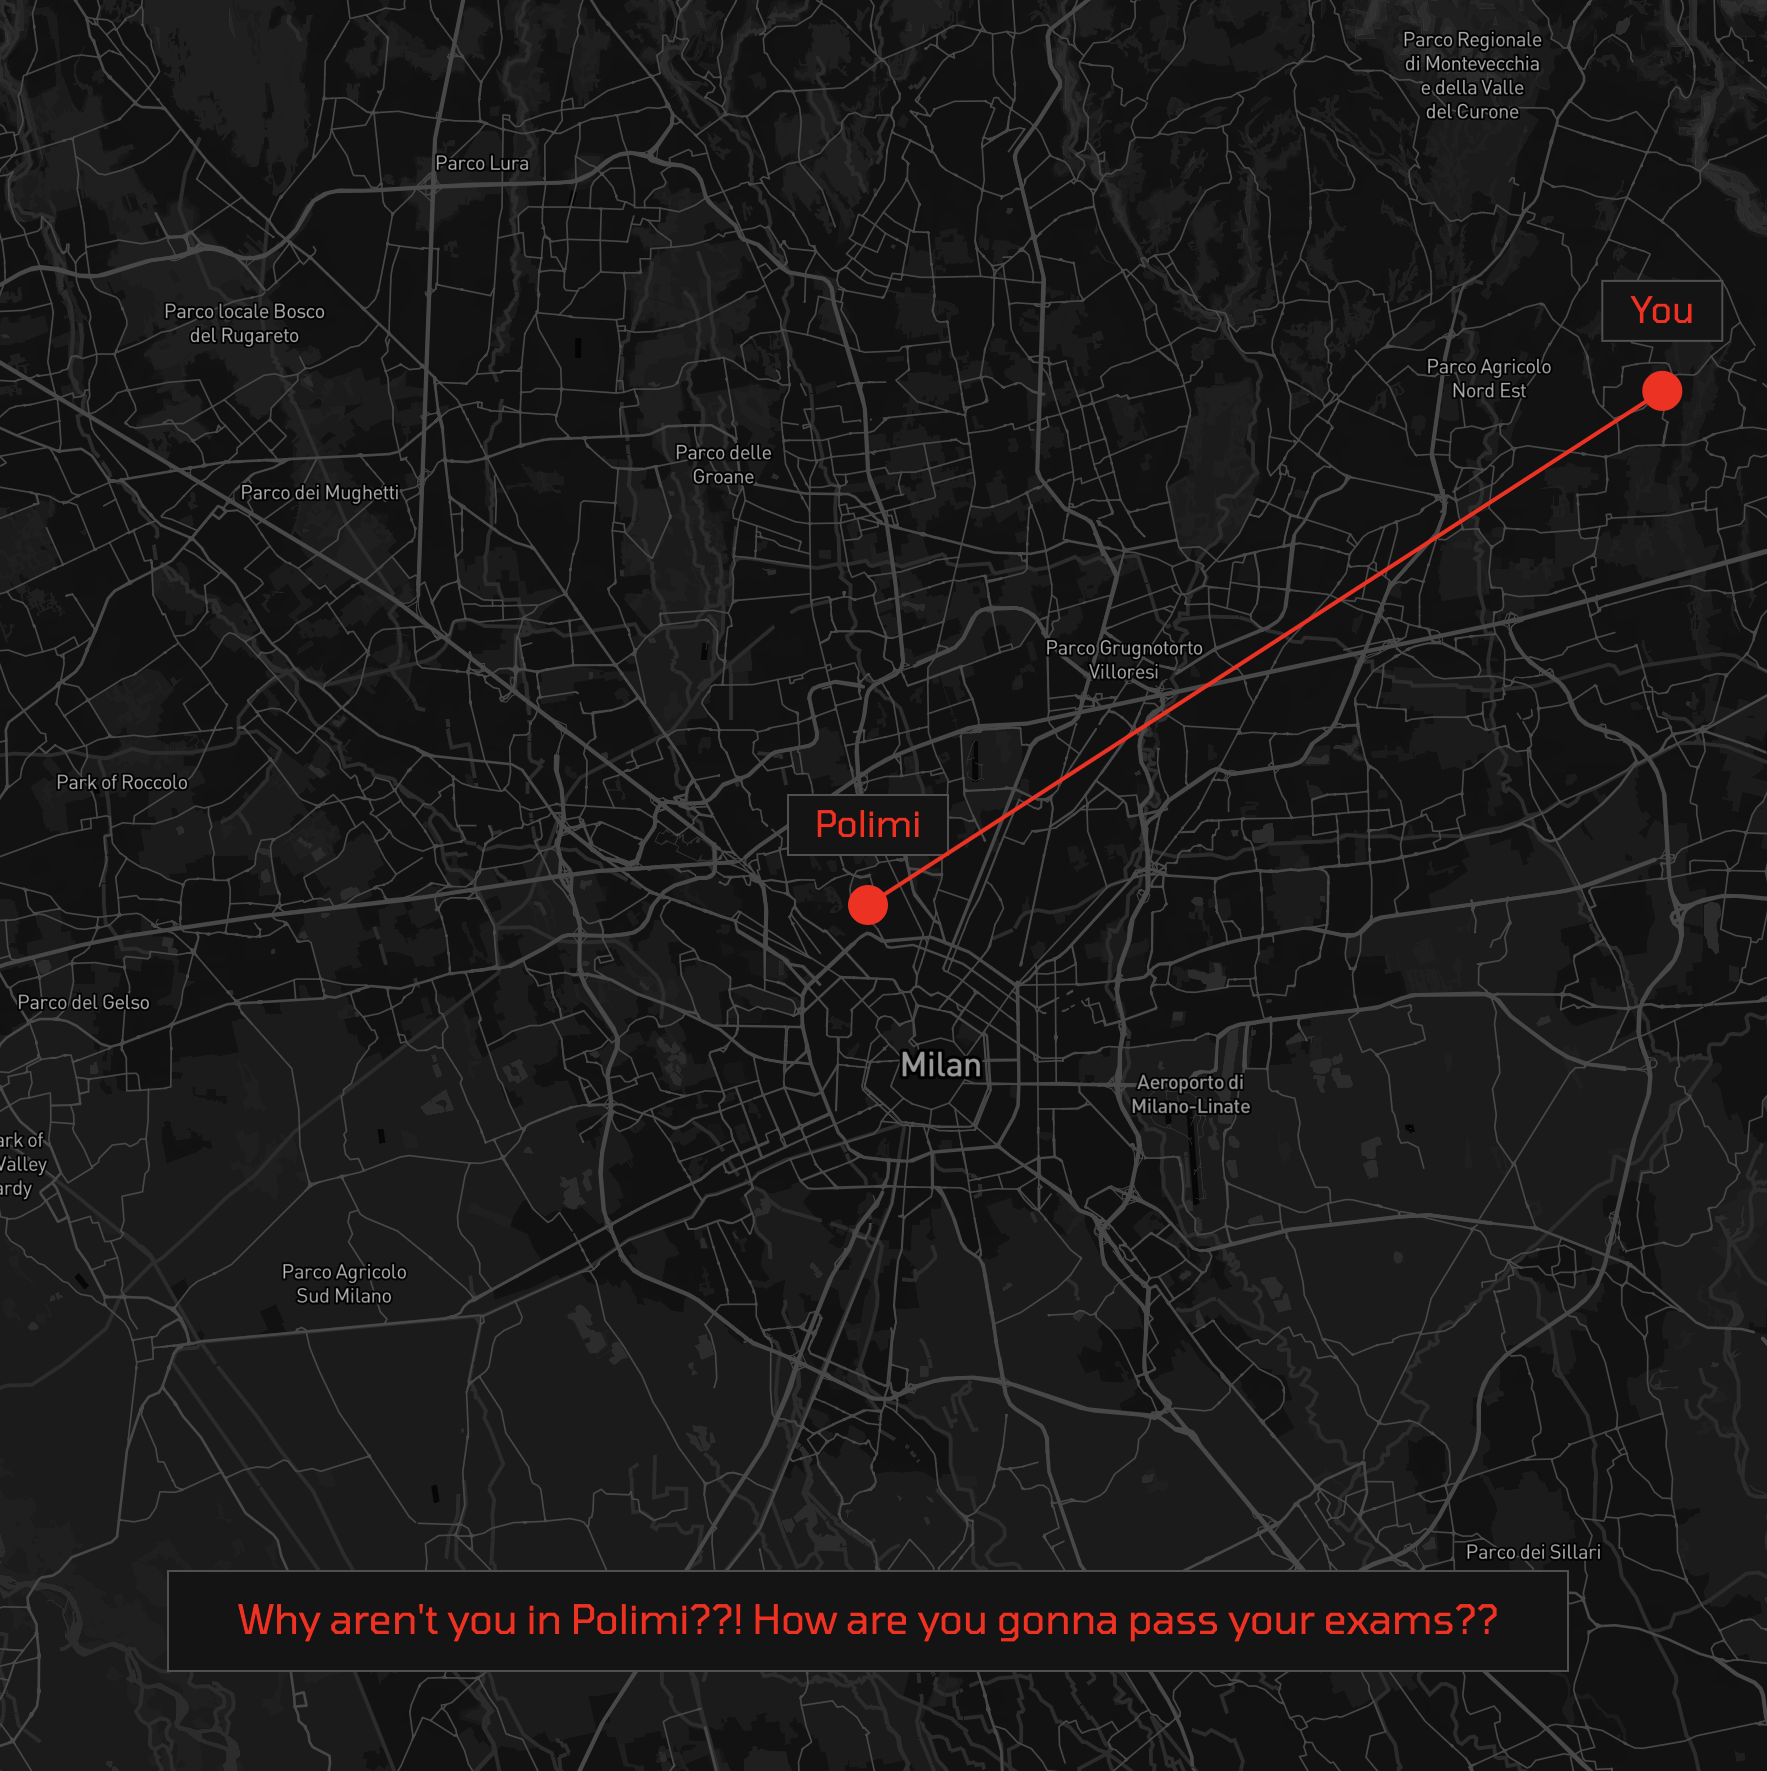 Parco Regionale
di Montevecchia
e della Valle
del Curone
Parco Lura
You
Parco locale Bosco
del Rugareto
Parco Agricolo
Nord Est
Parco delle
Groane
Parco dei Mughetti
Parco Grugnotorto
Villoresi
Park of Roccolo
Polimi
Parco del Gelso
Milan
Aeroporto di
Milano-Linate
ark of
Valley
ardy
Parco Agricolo
Sud Milano
Parco dei Sillari
Why aren't you in Polimi??! How are you gonna pass your exams??